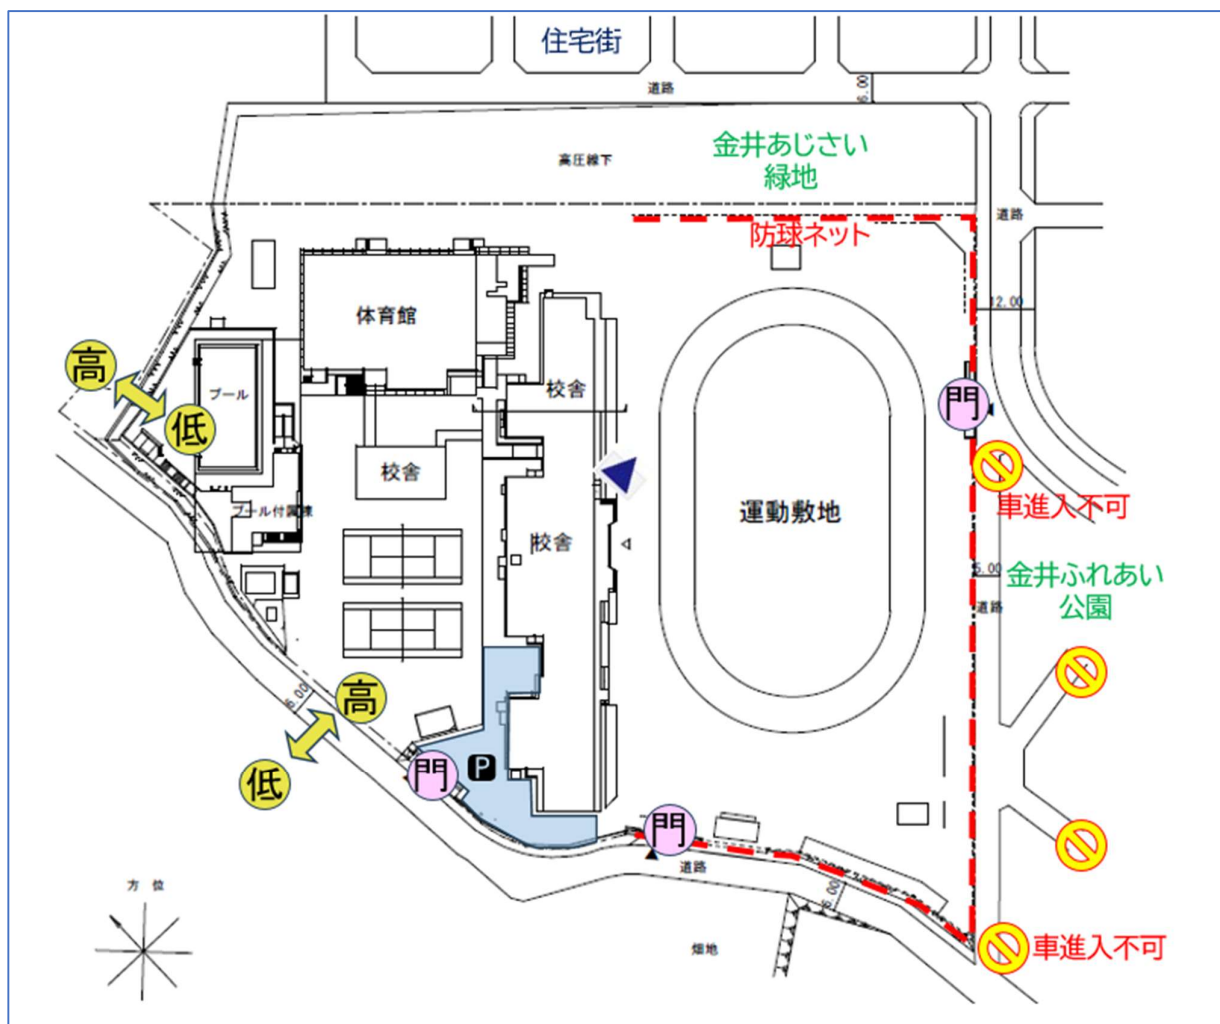 住宅街
道路
6.00
金井あじさい
緑地
高圧線下
道路
防球ネット
12.00
体育館
高
低
プール
校舎
門
校舎
車進入不可
運動敷地
プール付属棟
校舎
5.00
金井ふれあい
公園
道路
高
6.00
低
門
P
門
道路
6.00
方位
畑地
車進入不可